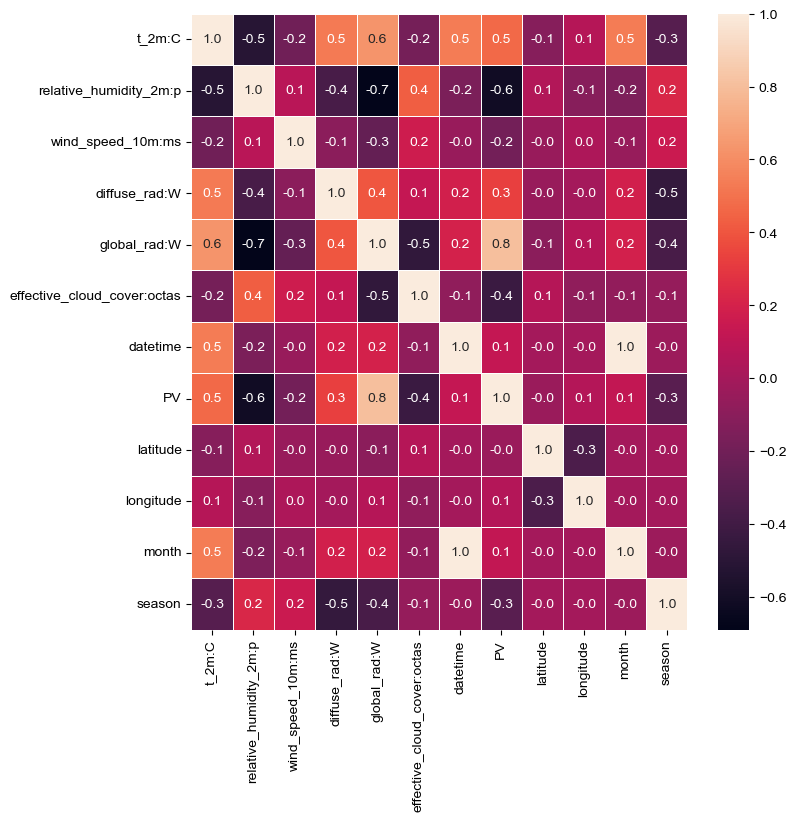 t_2m:C 1.0 -0.5 -0.2 0.5 0.6 -0.2 0.5 0.5 -0.1 0.1 0.5 -0.3
relative_humidity_2m:p -0.5 1.0 0.1 -0.4 -0.7 0.4 -0.2 -0.6 0.1 -0.1 -0.2 0.2
wind_speed_10m:ms -0.2 0.1 1.0 -0.1 -0.3 0.2 -0.0 -0.2 -0.0 0.0 -0.1 0.2
diffuse_rad:W 0.5 -0.4 -0.1 1.0 0.4 0.1 0.2 0.3 -0.0 -0.0 0.2 -0.5
global_rad:W 0.6 -0.7 -0.3 0.4 1.0 -0.5 0.2 0.8 -0.1 0.1 0.2 -0.4
effective_cloud_cover:octas -0.2 0.4 0.2 0.1 -0.5 1.0 -0.1 -0.4 0.1 -0.1 -0.1 -0.1
datetime 0.5 -0.2 -0.0 0.2 0.2 -0.1 1.0 0.1 -0.0 -0.0 1.0 -0.0
PV 0.5 -0.6 -0.2 0.3 0.8 -0.4 0.1 1.0 -0.0 0.1 0.1 -0.3
latitude -0.1 0.1 -0.0 -0.0 -0.1 0.1 -0.0 -0.0 1.0 -0.3 -0.0 -0.0
longitude 0.1 -0.1 0.0 -0.0 0.1 -0.1 -0.0 0.1 -0.3 1.0 -0.0 -0.0
month 0.5 -0.2 -0.1 0.2 0.2 -0.1 1.0 0.1 -0.0 -0.0 1.0 -0.0
season -0.3 0.2 0.2 -0.5 -0.4 -0.1 -0.0 -0.3 -0.0 -0.0 -0.0 1.0
t_2m:C
relative_humidity_2m:p
wind_speed_10m:ms
diffuse_rad:W
global_rad:W
effective_cloud_cover:octas
datetime
PV
latitude
longitude
month
season
1.0
0.8
0.6
0.4
0.2
0.0
−0.2
−0.4
−0.6